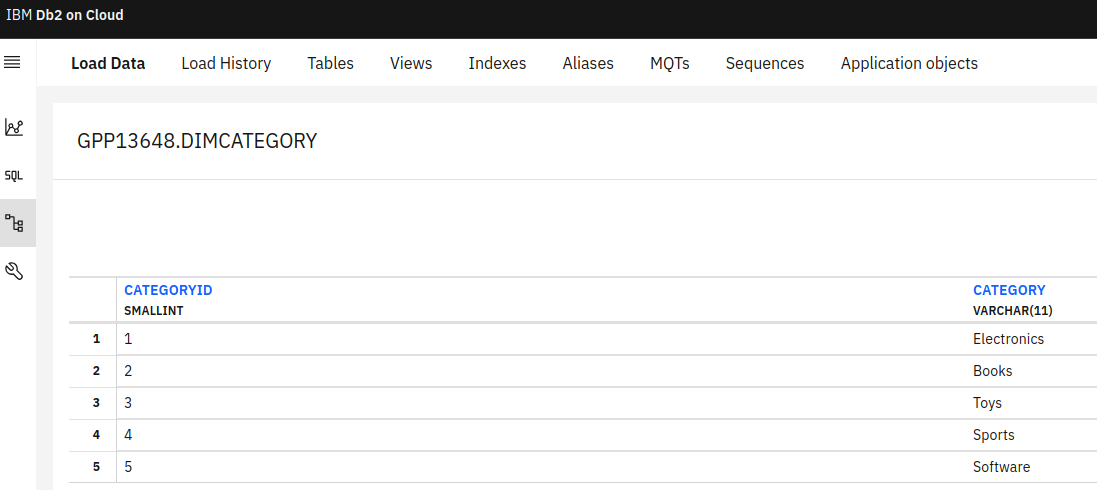 IBM Db2 on Cloud
Load Data Load History Tables Views Indexes Aliases MQTs Sequences Application objects
GPP13648.DIMCATEGORY
SQL
CATEGORYID CATEGORY
SMALLINT VARCHAR(11)
1 1 Electronics
2 2 Books
3 3 Toys
4 4 Sports
5 5 Software